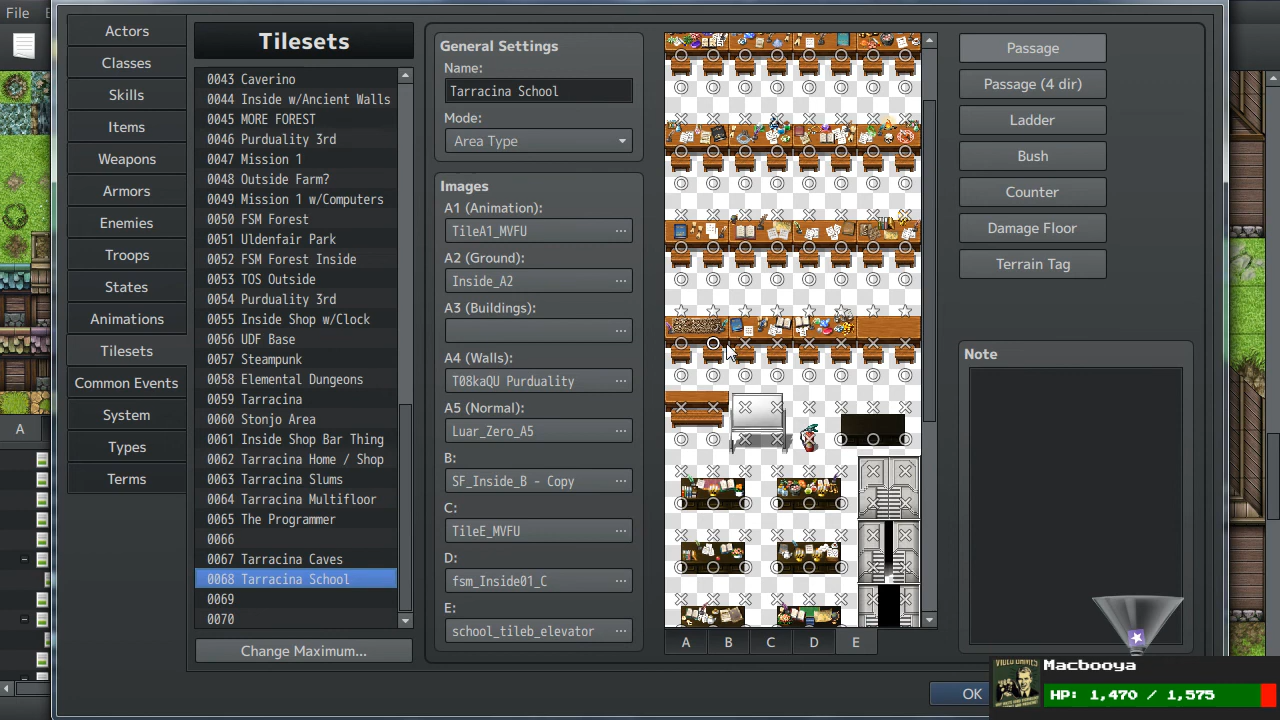 File
Actors
Classes
Skills
Items
Weapons
Armors
Enemies
Troops
States
Animations
Tilesets
Common Events
System
Types
Terms
A
Tilesets
0043 Caverino
0044 Inside w/Ancient Walls
0045 MORE FOREST
0046 Purduality 3rd
0047 Mission 1
0048 Outside Farm?
0049 Mission 1 w/Computers
0050 FSM Forest
0051 Uldenfair Park
0052 FSM Forest Inside
0053 TOS Outside
0054 Purduality 3rd
0055 Inside Shop w/Clock
0056 UDF Base
0057 Steampunk
0058 Elemental Dungeons
0059 Tarracina
0060 Stonjo Area
0061 Inside Shop Bar Thing
0062 Tarracina Home / Shop
0063 Tarracina Slums
0064 Tarracina Multifloor
0065 The Programmer
0066
0067 Tarracina Caves
0068 Tarracina School
0069
0070
Change Maximum...
General Settings
Name:
Tarracina School
Mode:
Area Type
Images
A1 (Animation):
TileA1_MVFU ...
A2 (Ground):
Inside_A2 ...
A3 (Buildings):
...
A4 (Walls):
T08kaQU Purduality ...
A5 (Normal):
Luar_Zero_A5 ...
B:
SF_Inside_B - Copy ...
C:
TileE_MVFU ...
D:
fsm_Inside01_C ...
E:
school_tileb_elevator ...
A B C D E
Passage
Passage (4 dir)
Ladder
Bush
Counter
Damage Floor
Terrain Tag
Note
OK
Macbooya
HP: 1,470 / 1,575